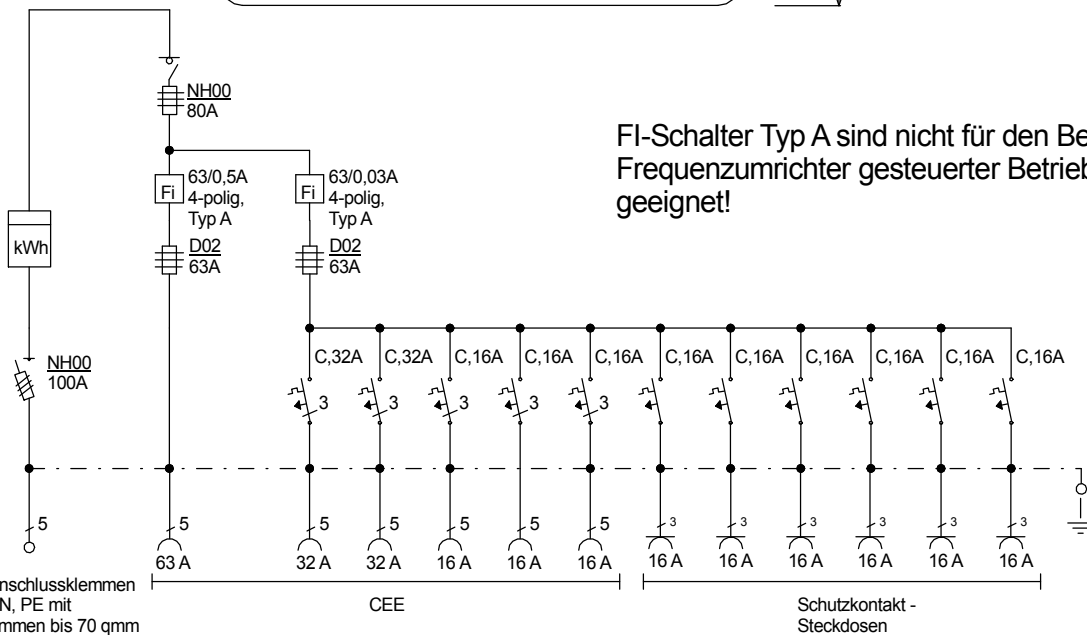 NH00
80A
FI-Schalter Typ A sind nicht für den
Frequenzumrichter gesteuerter
geeignet!
Fi
63/0,5A
4-polig,
Typ A
Fi
63/0,03A
4-polig,
Typ A
kWh
D02
63A
D02
63A
NH00
100A
C,32A C,32A C,16A C,16A C,16A C,16A C,16A C,16A C,16A C,16A C,16A
3 3 3 3 3
5 5 5 5 5 5 5 3 3 3 3 3 3
63 A 32 A 32 A 16 A 16 A 16 A 16 A 16 A 16 A 16 A 16 A 16 A
N, PE mit
bis 70 qmm
CEE
Schutzkontakt -
Steckdosen